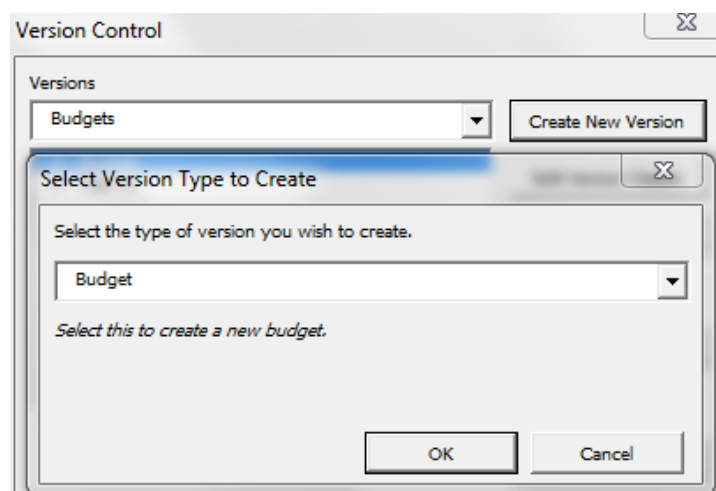 Version Control
Versions
Budgets
Create New Version
Select Version Type to Create
Select the type of version you wish to create.
Budget
Select this to create a new budget.
OK
Cancel